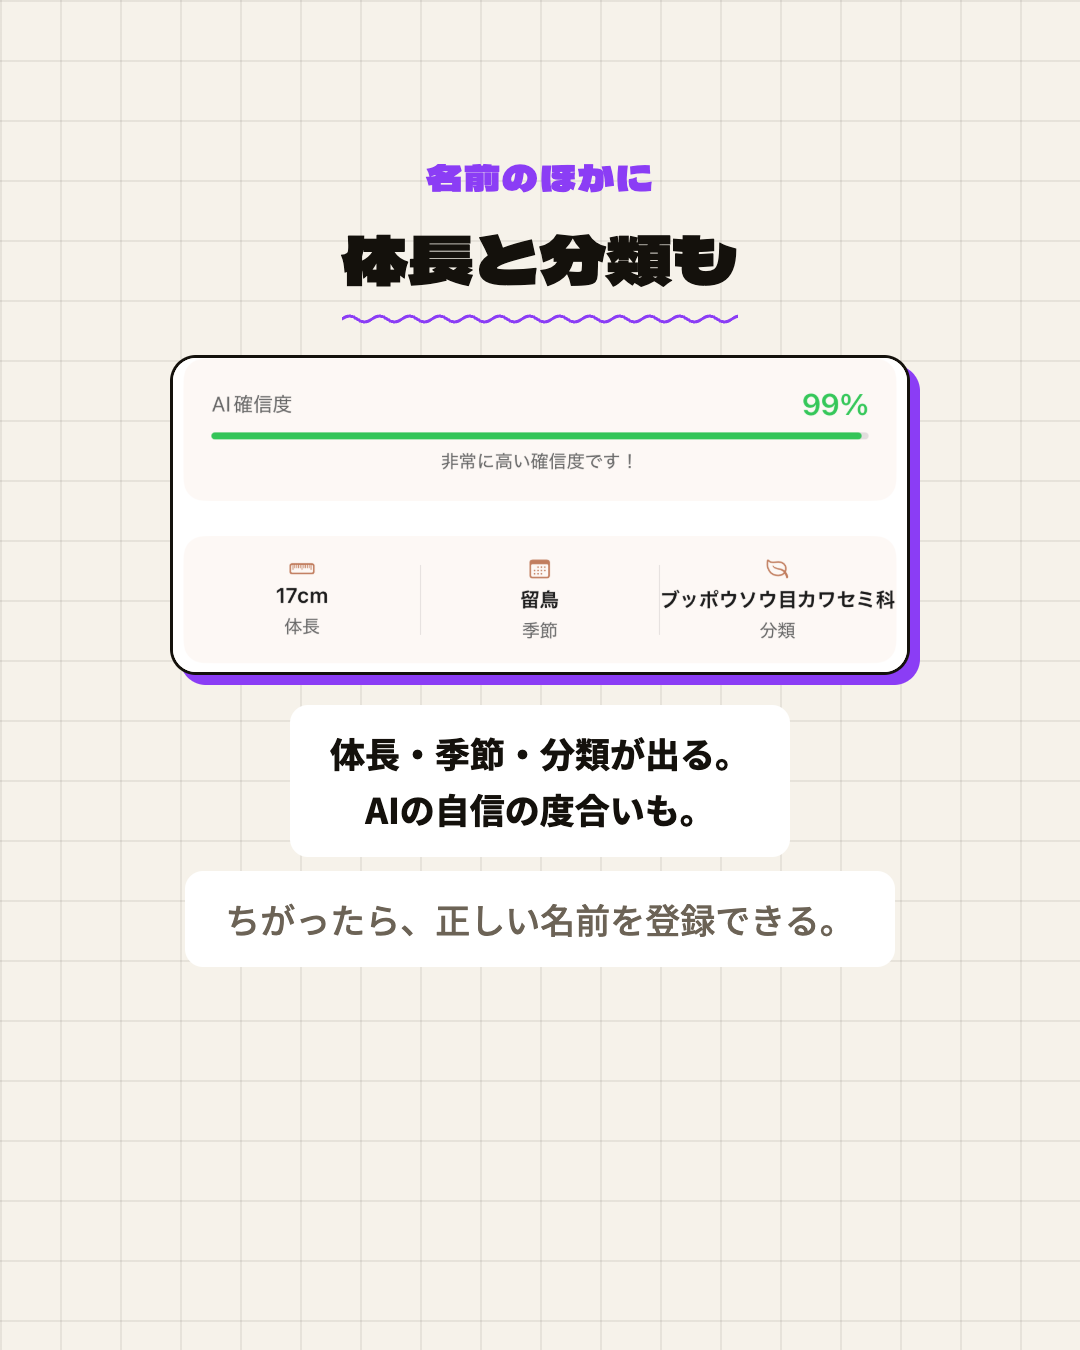 名前のほかに
体長と分類も
AI確信度
99%
非常に高い確信度です！
17cm
体長
留鳥
季節
ブッポウソウ目カワセミ科
分類
体長・季節・分類が出る。
AIの自信の度合いも。
ちがったら、正しい名前を登録できる。